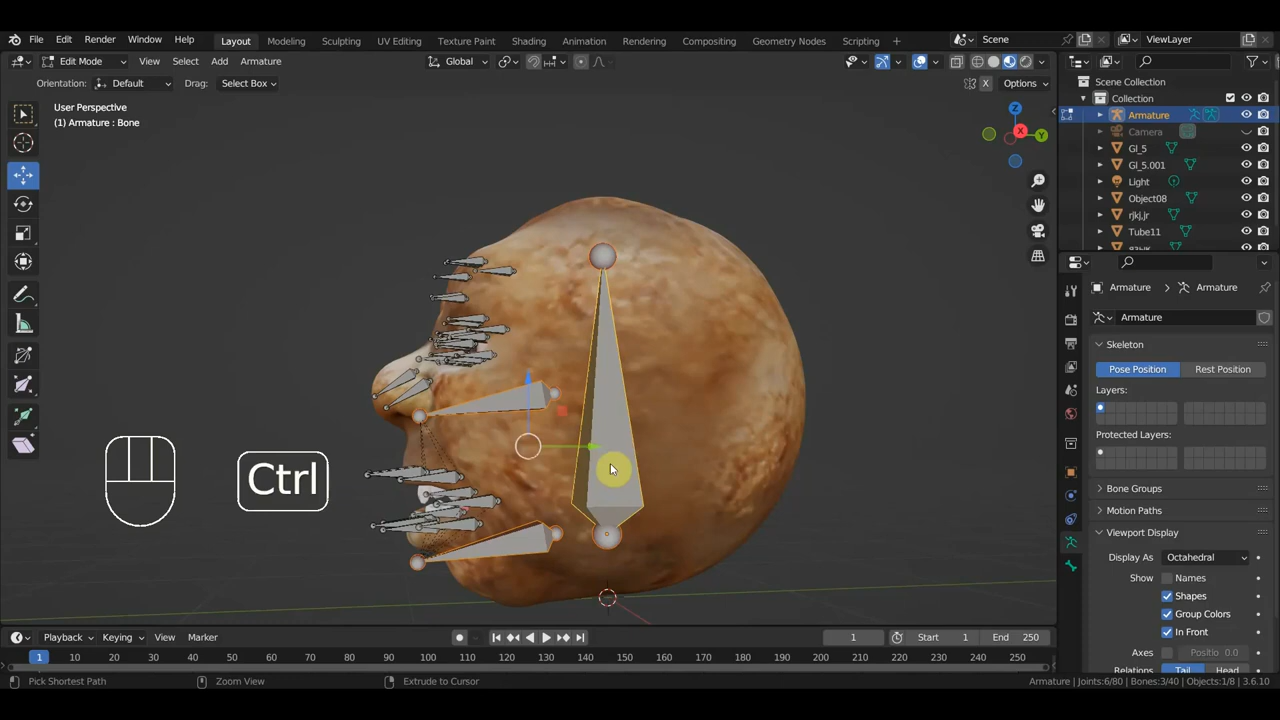 File Edit Render Window Help Layout Modeling Sculpting UV Editing Texture Paint Shading Animation Rendering Compositing Geometry Nodes Scripting + Scene ViewLayer
Edit Mode View Select Add Armature Global Options
Orientation: Default Drag: Select Box X Options
User Perspective
(1) Armature : Bone
Z
X
Y
Ctrl
Scene Collection
Collection
Armature
Camera
Gl_5
Gl_5.001
Light
Object08
rjkj,jr
Tube11
Armature > Armature
Armature
Skeleton
Pose Position Rest Position
Layers:
Protected Layers:
Bone Groups
Motion Paths
Viewport Display
Display As Octahedral
Show Names
Shapes
Group Colors
In Front
Axes Positio 0.0
Relations Tail Head
Playback Keying View Marker 1 Start 1 End 250
1 10 20 30 40 50 60 70 80 90 100 110 120 130 140 150 160 170 180 190 200 210 220 230 240 250
Pick Shortest Path Zoom View Extrude to Cursor Armature | Joints:6/80 | Bones:3/40 | Objects:1/8 | 3.6.10